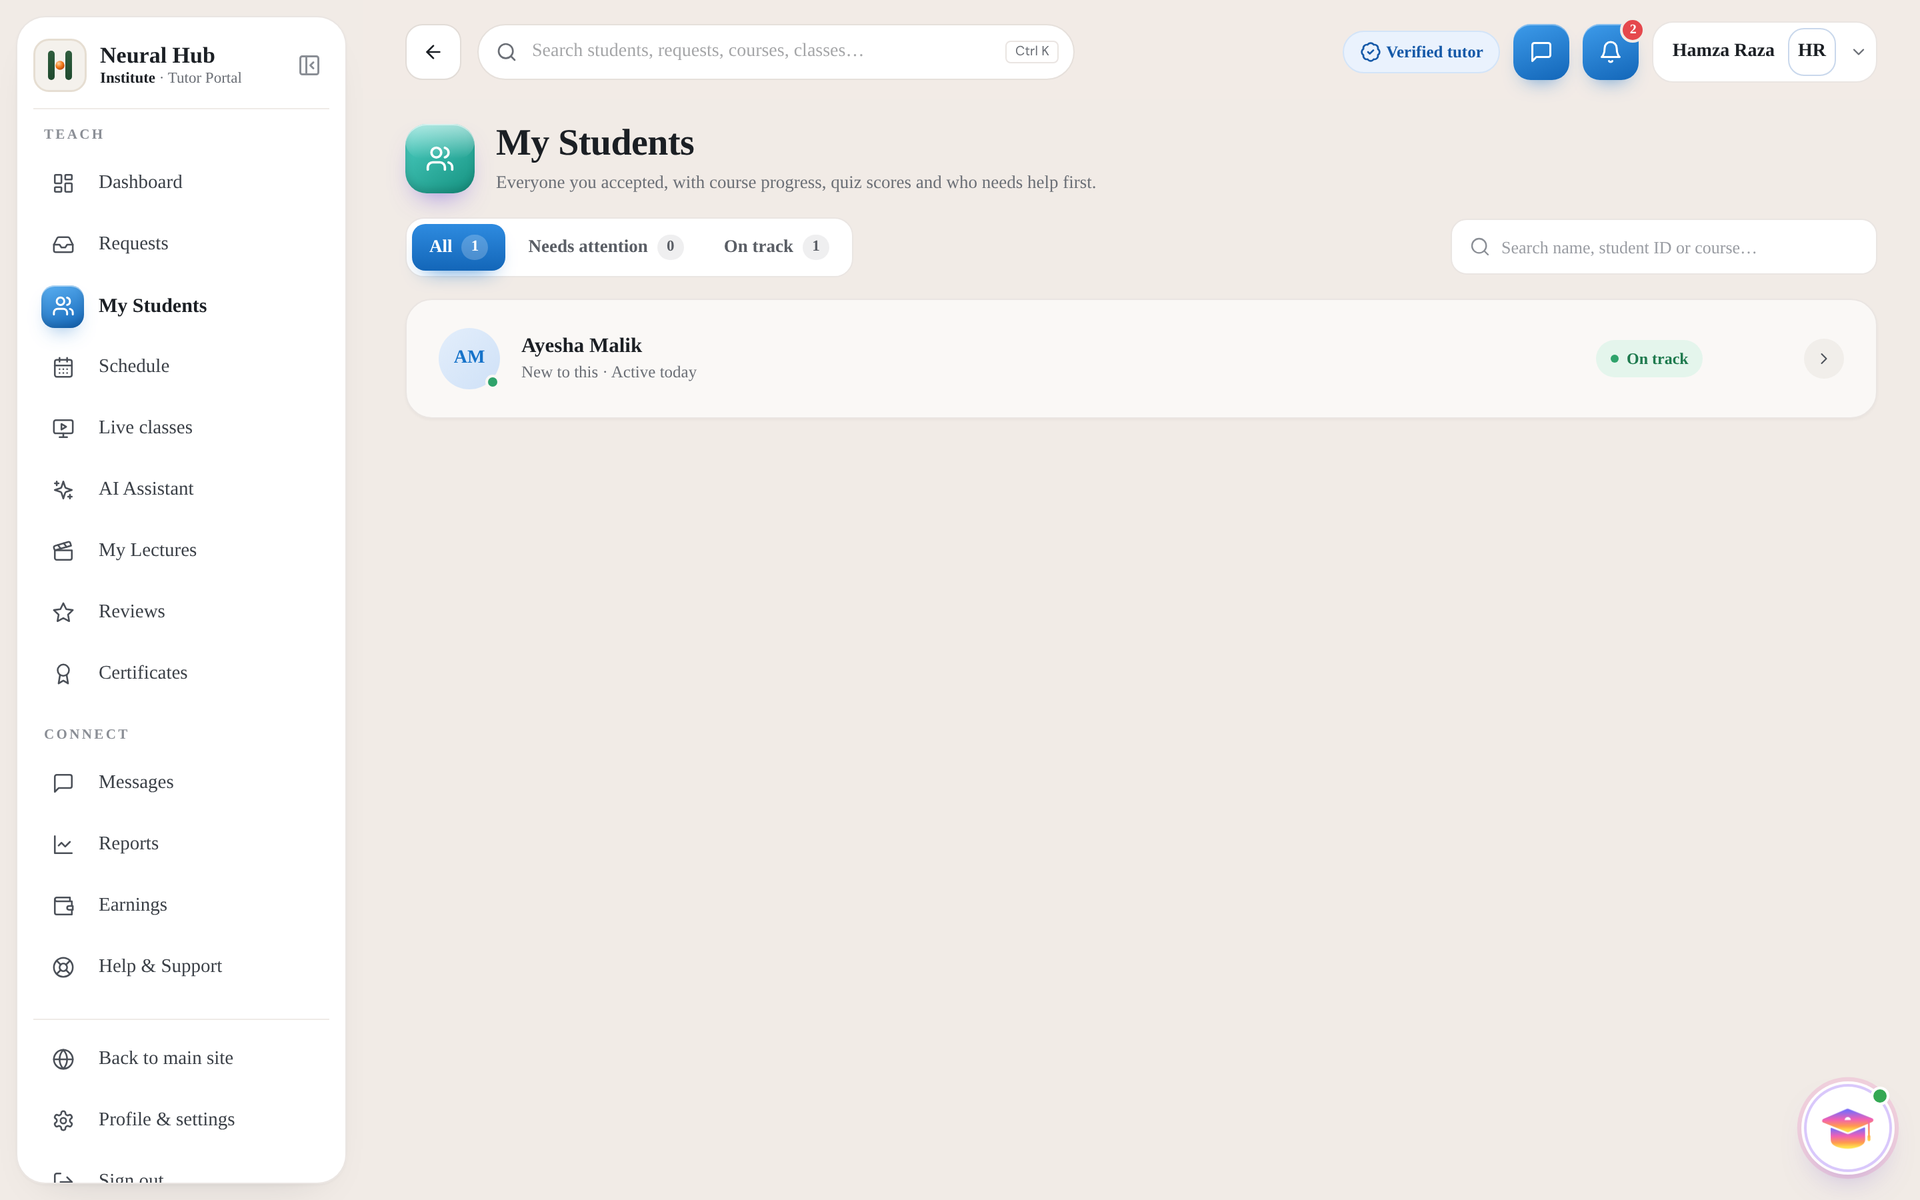 Neural Hub
Institute · Tutor Portal
TEACH
Dashboard
Requests
My Students
Schedule
Live classes
AI Assistant
My Lectures
Reviews
Certificates
CONNECT
Messages
Reports
Earnings
Help & Support
Back to main site
Profile & settings
Sign out
Search students, requests, courses, classes…
Ctrl K
Verified tutor
2
Hamza Raza
HR
My Students
Everyone you accepted, with course progress, quiz scores and who needs help first.
All 1
Needs attention 0
On track 1
Search name, student ID or course…
AM
Ayesha Malik
New to this · Active today
On track